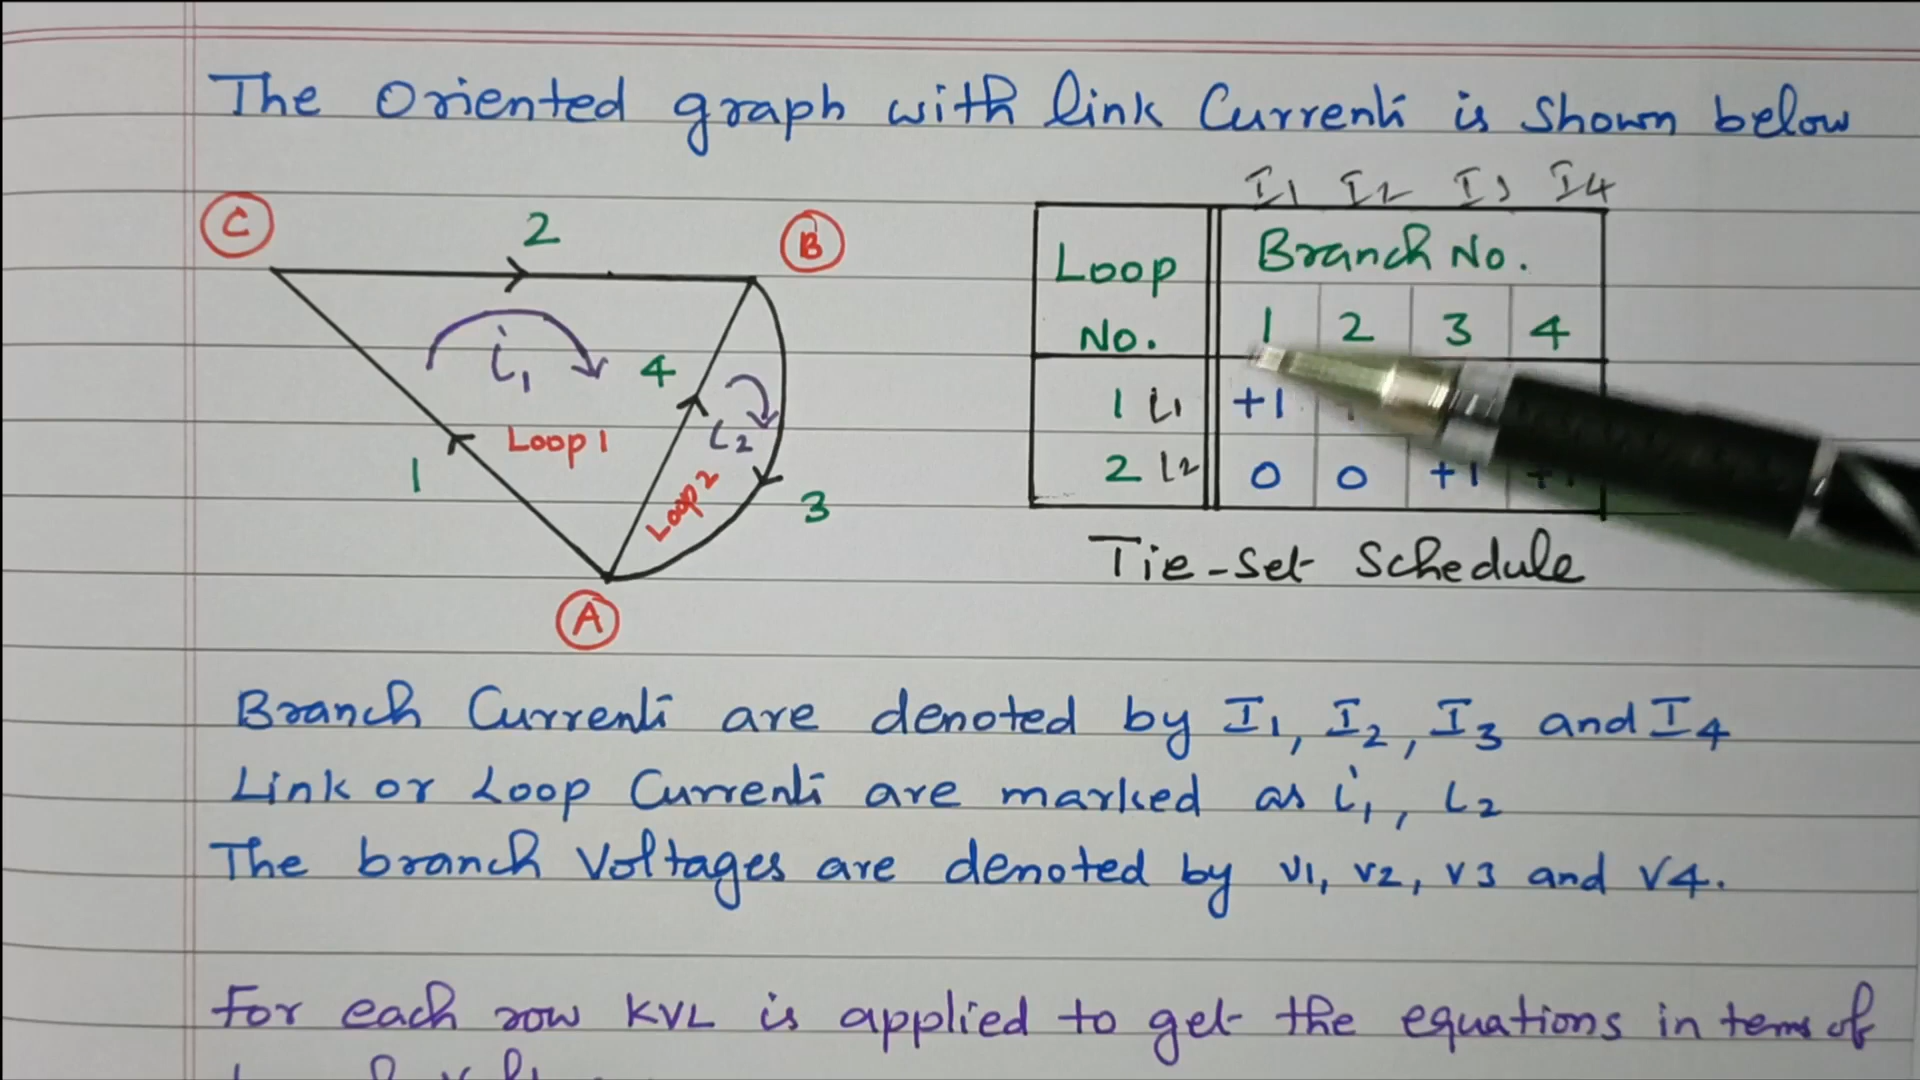 The Oriented graph with link Currents is Shown below
I1 I2 I3 I4
C 2 B
Loop Branch No.
No. 1 2 3 4
i1 4
1 i1 +1
Loop 1 i2
1
2 i2 0 0 +1
Loop 2 3
Tie-Set Schedule
A
Branch Currents are denoted by I1, I2, I3 and I4
Link or Loop Currents are marked as i1, i2
The branch Voltages are denoted by v1, v2, v3 and v4.
For each row KVL is applied to get the equations in terms of